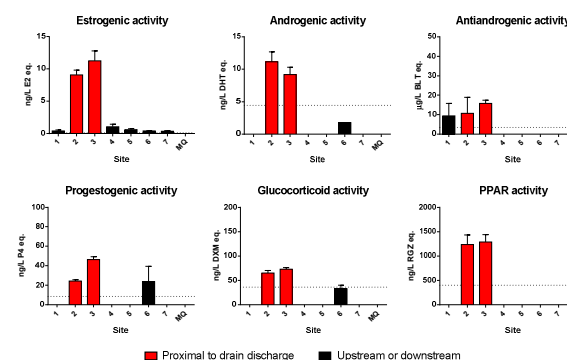 Estrogenic activity
ng/L E2 eq.
15
10
5
0
1 2 3 4 5 6 7 MQ
Site
Androgenic activity
ng/L DHT eq.
15
10
5
0
1 2 3 4 5 6 7 MQ
Site
Antiandrogenic activity
µg/L BLT eq.
50
40
30
20
10
0
1 2 3 4 5 6 7
Site
Progestogenic activity
ng/L P4 eq.
100
80
60
40
20
0
1 2 3 4 5 6 7 MQ
Site
Glucocorticoid activity
ng/L DXM eq.
200
150
100
50
0
1 2 3 4 5 6 7 MQ
Site
PPAR activity
ng/L RGZ eq.
2000
1600
1200
800
400
0
1 2 3 4 5 6 7
Site
Proximal to drain discharge
Upstream or downstream